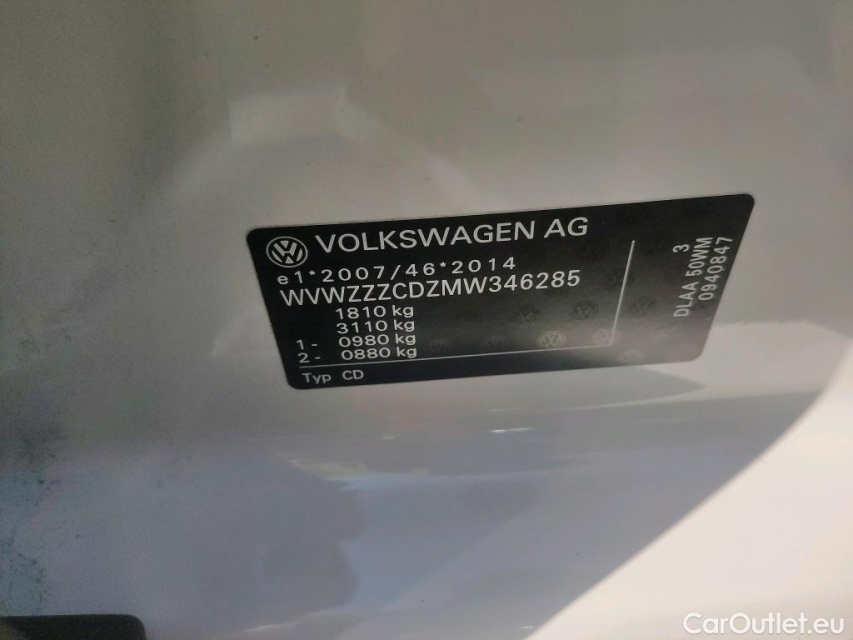 VOLKSWAGEN AG
e1*2007/46*2014
WVWZZZCDZMW346285
1810 kg
3110 kg
1- 0980 kg
2- 0880 kg
Typ CD
3
DLAA 50WM
0940847
CarOutlet.eu